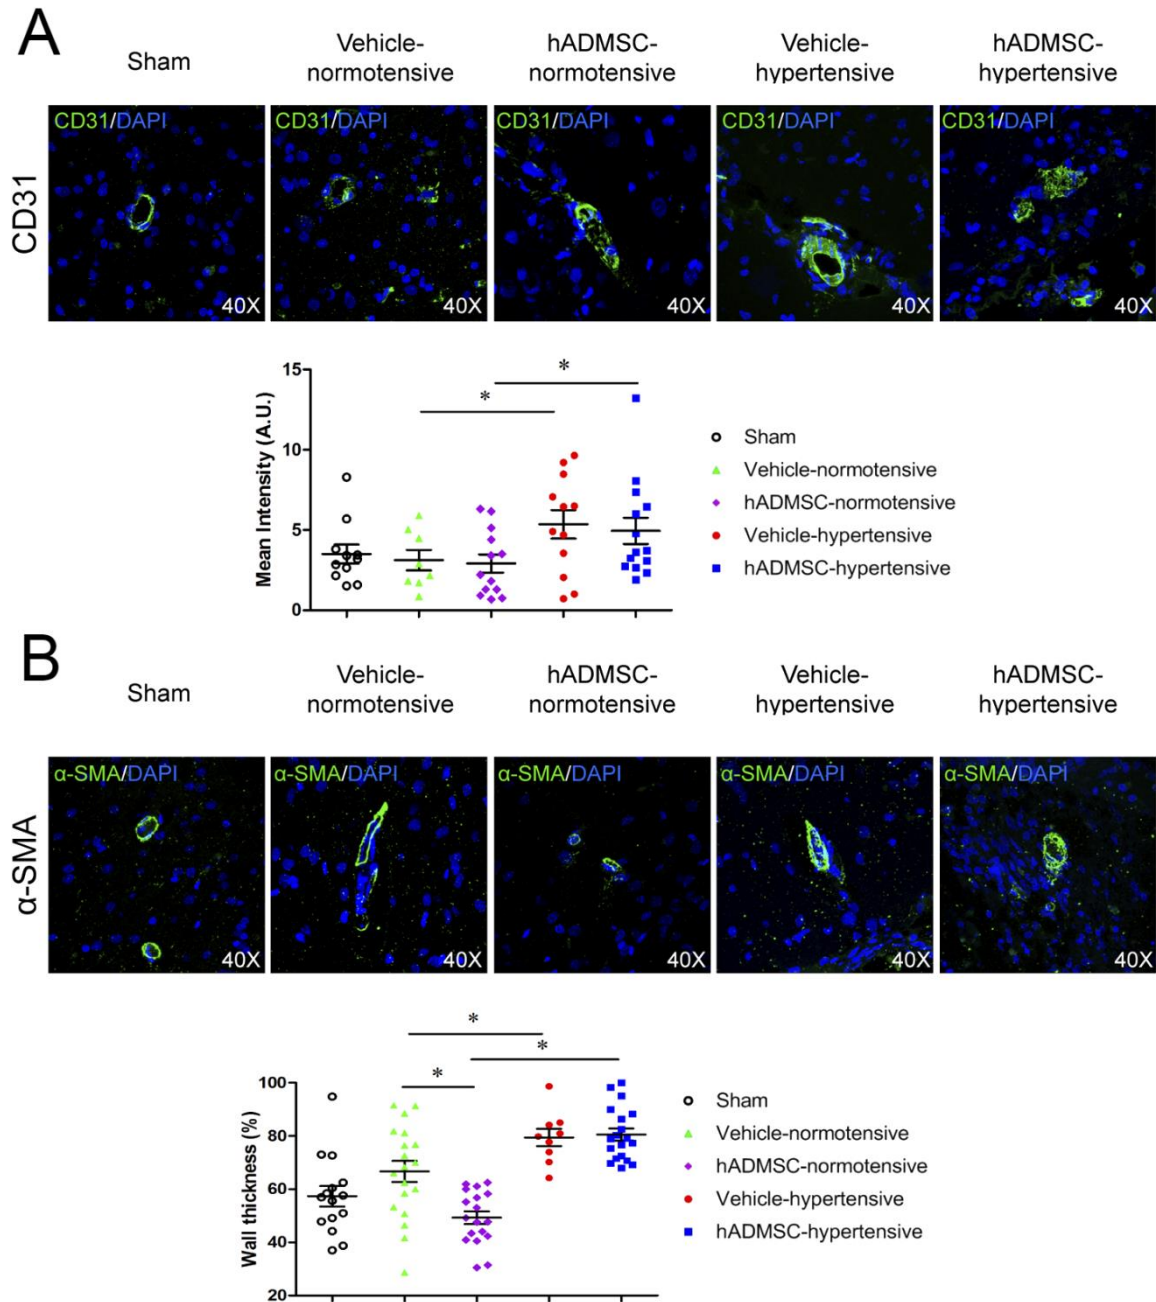 A
Sham
Vehicle-
normotensive
hADMSC-
normotensive
Vehicle-
hypertensive
hADMSC-
hypertensive
CD31
CD31/DAPI
40X
CD31/DAPI
40X
CD31/DAPI
40X
CD31/DAPI
40X
CD31/DAPI
40X
Mean Intensity (A.U.)
15
10
5
0
*
*
Sham
Vehicle-normotensive
hADMSC-normotensive
Vehicle-hypertensive
hADMSC-hypertensive
B
Sham
Vehicle-
normotensive
hADMSC-
normotensive
Vehicle-
hypertensive
hADMSC-
hypertensive
α-SMA
α-SMA/DAPI
40X
α-SMA/DAPI
40X
α-SMA/DAPI
40X
α-SMA/DAPI
40X
α-SMA/DAPI
40X
Wall thickness (%)
100
80
60
40
20
*
*
*
Sham
Vehicle-normotensive
hADMSC-normotensive
Vehicle-hypertensive
hADMSC-hypertensive